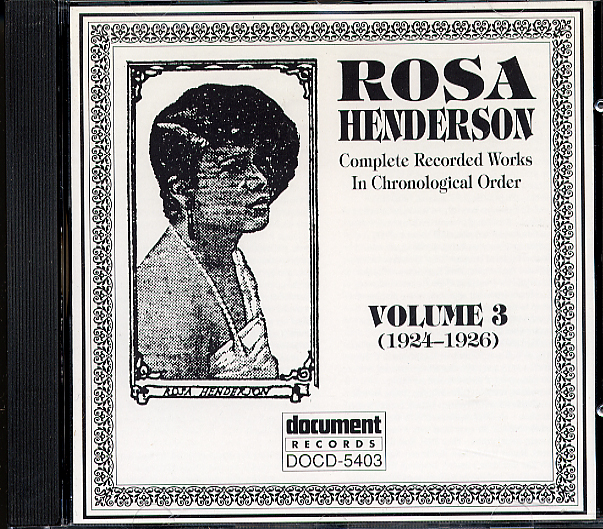 ROSA
HENDERSON
Complete Recorded Works
In Chronological Order
VOLUME 3
(1924–1926)
ROSA HENDERSON
document
RECORDS
DOCD-5403